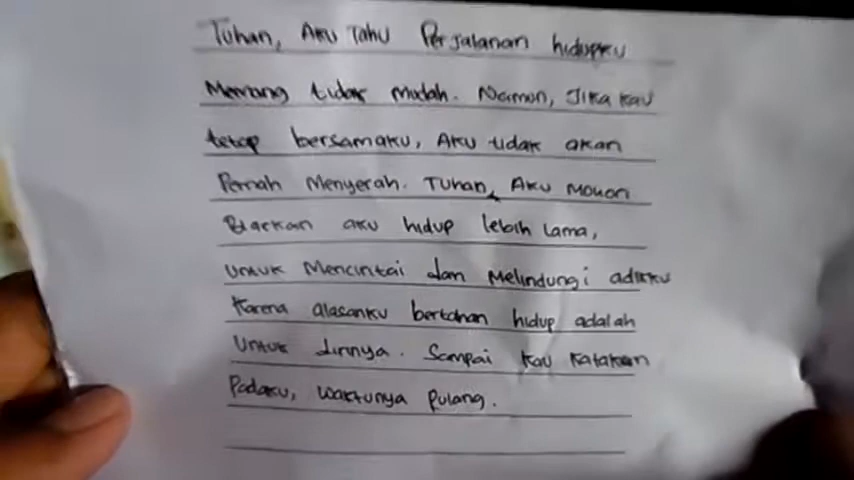 Tuhan, Aku Tahu Perjalanan hidupku
Memang tidak mudah. Namun, Jika kau
tetap bersamaku, Aku tidak akan
Pernah Menyerah. Tuhan, Aku Mohon
Biarkan aku hidup lebih lama,
Untuk Mencintai dan Melindungi adikku
Karena alasanku bertahan hidup adalah
Untuk dirinya. Sampai Kau Katakan
Padaku, waktunya pulang.